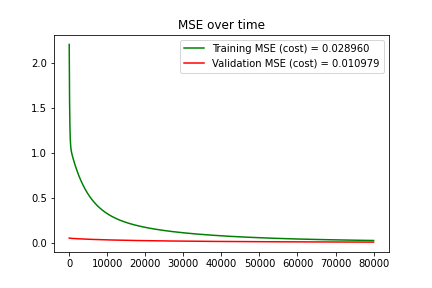 MSE over time
Training MSE (cost) = 0.028960
Validation MSE (cost) = 0.010979
2.0
1.5
1.0
0.5
0.0
0 10000 20000 30000 40000 50000 60000 70000 80000